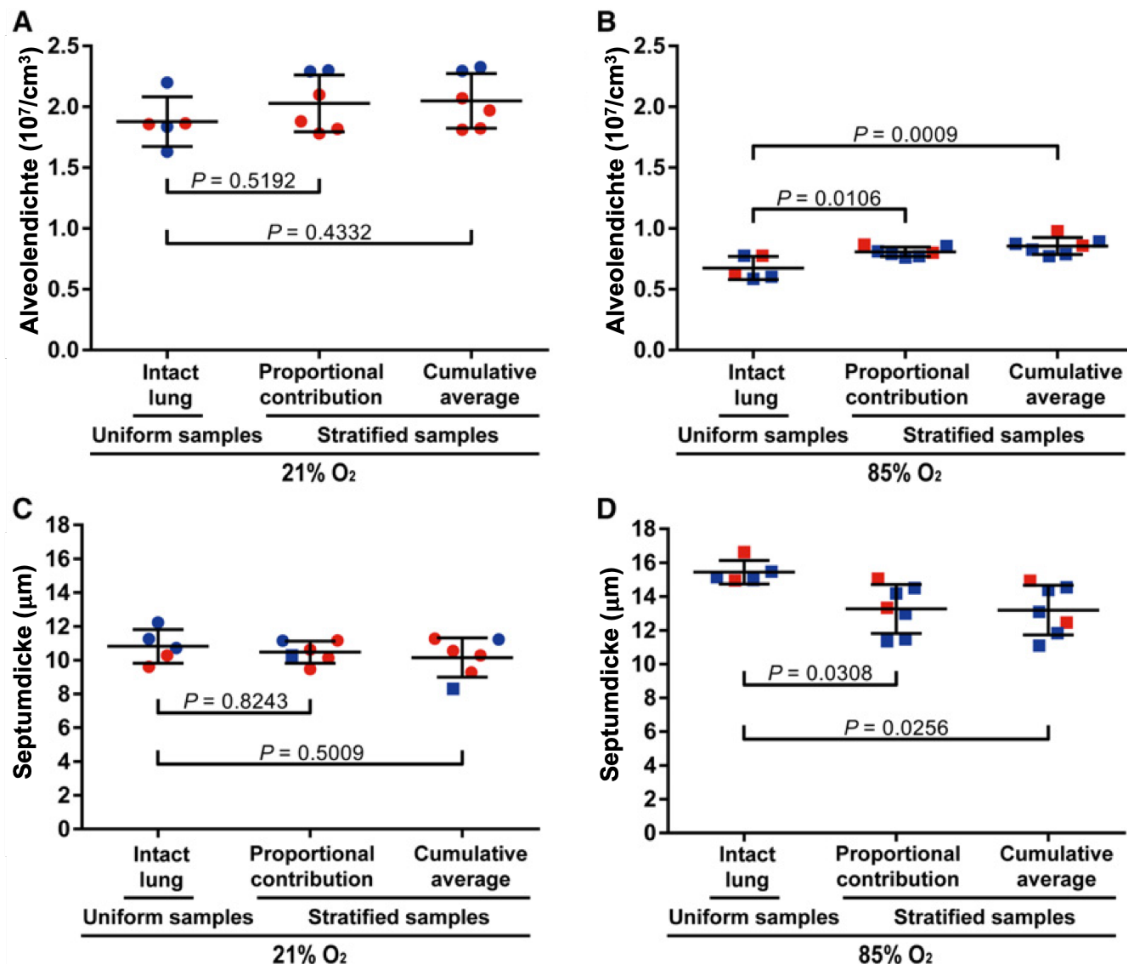 A
Alveolendichte (10⁷/cm³)
2.5
2.0
1.5
1.0
0.5
0.0
P = 0.5192
P = 0.4332
Intact lung
Proportional contribution
Cumulative average
Uniform samples
Stratified samples
21% O₂
B
Alveolendichte (10⁷/cm³)
2.5
2.0
1.5
1.0
0.5
0.0
P = 0.0009
P = 0.0106
Intact lung
Proportional contribution
Cumulative average
Uniform samples
Stratified samples
85% O₂
C
Septumdicke (µm)
18
16
14
12
10
8
6
4
2
0
P = 0.8243
P = 0.5009
Intact lung
Proportional contribution
Cumulative average
Uniform samples
Stratified samples
21% O₂
D
Septumdicke (µm)
18
16
14
12
10
8
6
4
2
0
P = 0.0308
P = 0.0256
Intact lung
Proportional contribution
Cumulative average
Uniform samples
Stratified samples
85% O₂